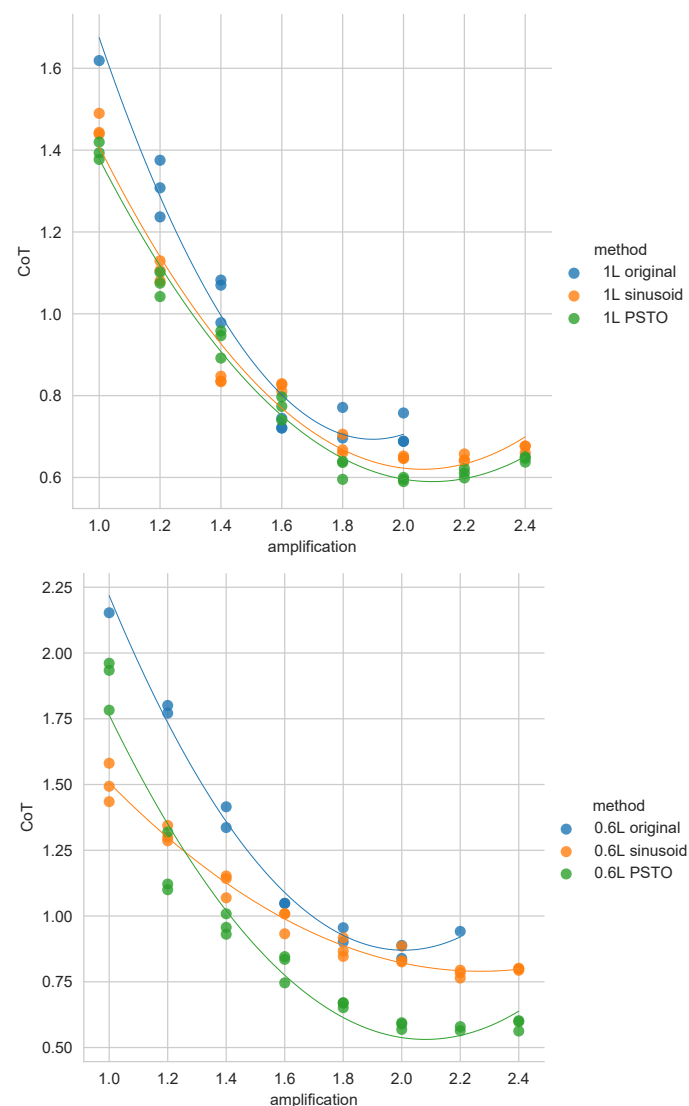 1.6
1.4
1.2
1.0
0.8
0.6
CoT
1.0 1.2 1.4 1.6 1.8 2.0 2.2 2.4
amplification
method
1L original
1L sinusoid
1L PSTO
2.25
2.00
1.75
1.50
1.25
1.00
0.75
0.50
CoT
1.0 1.2 1.4 1.6 1.8 2.0 2.2 2.4
amplification
method
0.6L original
0.6L sinusoid
0.6L PSTO